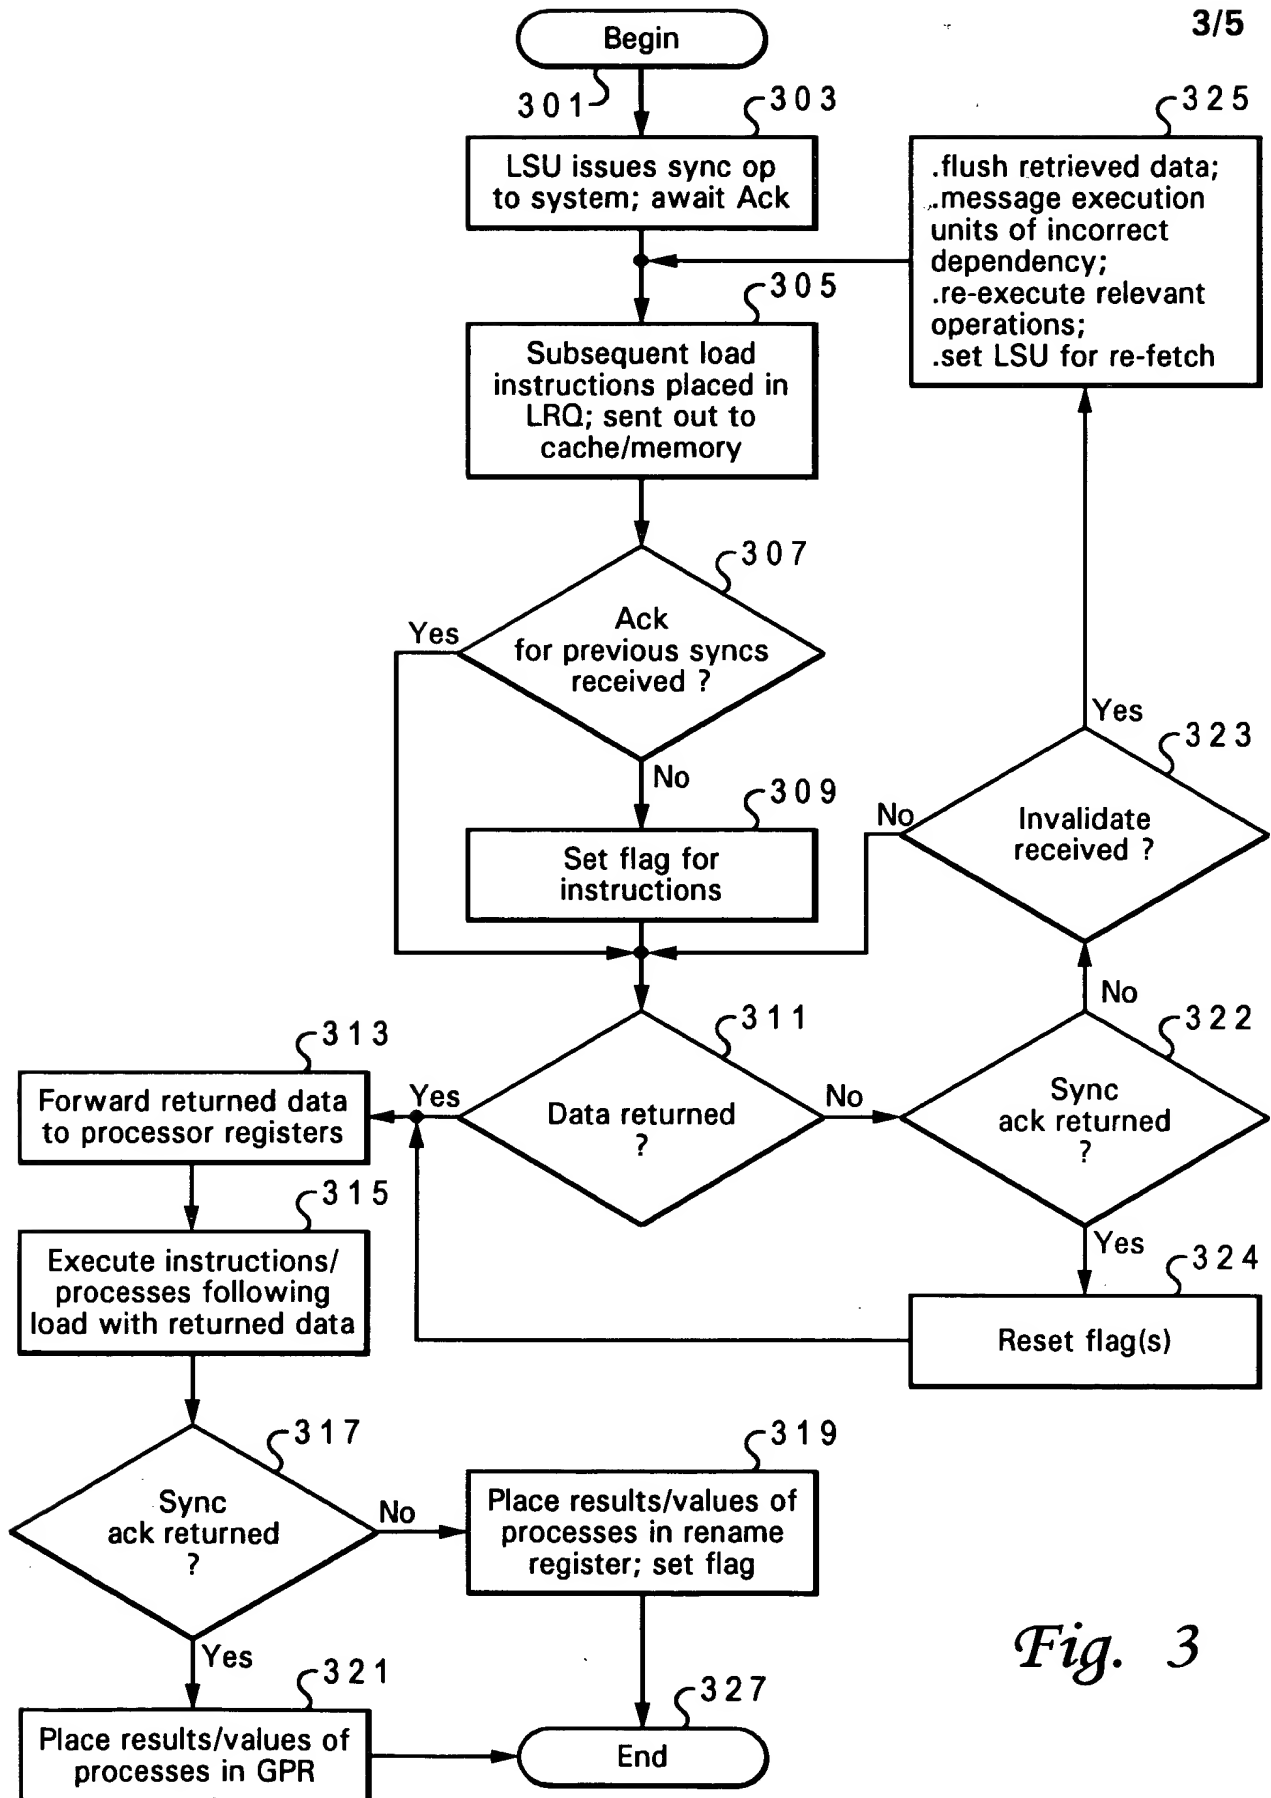 3/5
Begin
301
303
LSU issues sync op
to system; await Ack
325
.flush retrieved data;
.message execution
units of incorrect
dependency;
.re-execute relevant
operations;
.set LSU for re-fetch
305
Subsequent load
instructions placed in
LRQ; sent out to
cache/memory
307
Ack
for previous syncs
received ?
Yes
No
309
Set flag for
instructions
323
Invalidate
received ?
Yes
No
311
Data returned
?
Yes
No
322
Sync
ack returned
?
No
Yes
324
Reset flag(s)
313
Forward returned data
to processor registers
315
Execute instructions/
processes following
load with returned data
317
Sync
ack returned
?
No
Yes
319
Place results/values of
processes in rename
register; set flag
321
Place results/values of
processes in GPR
327
End
Fig. 3